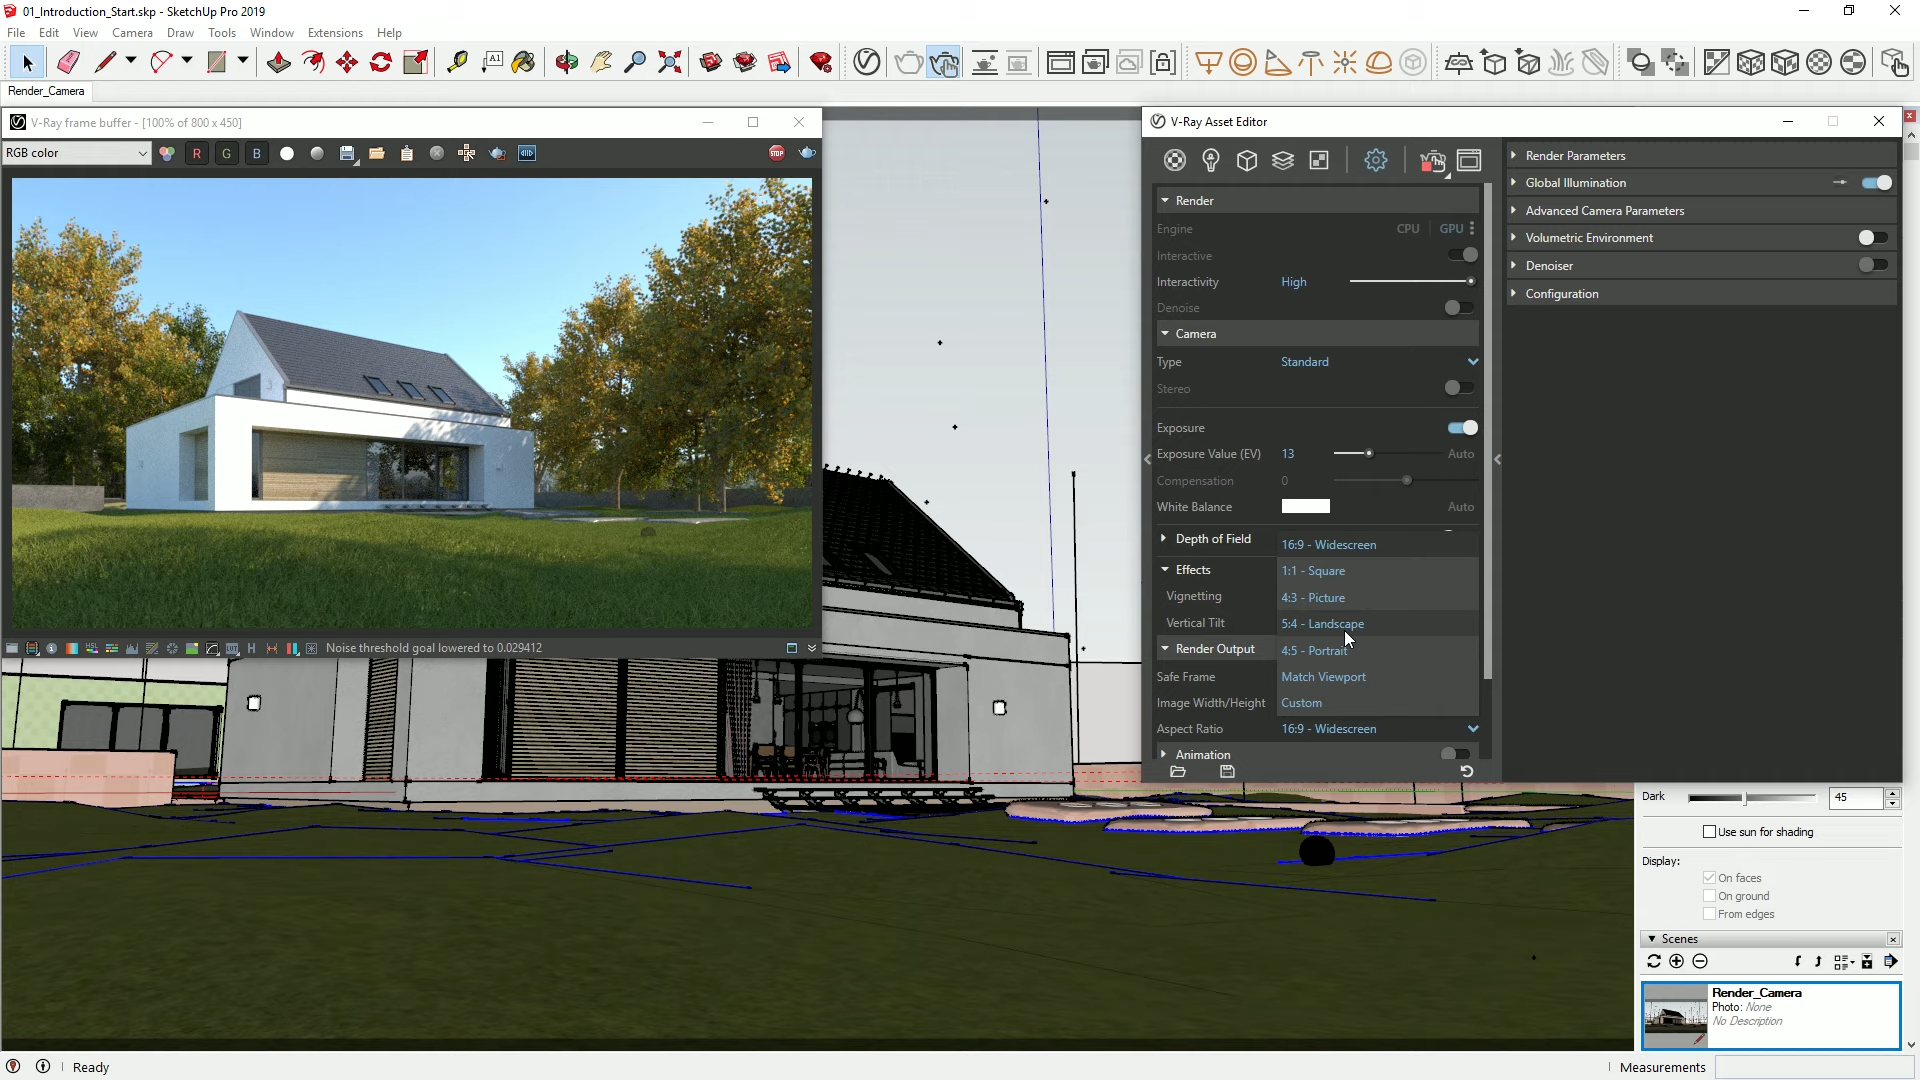 01_Introduction_Start.skp - SketchUp Pro 2019
File Edit View Camera Draw Tools Window Extensions Help
Render_Camera
V-Ray frame buffer - [100% of 800 x 450]
RGB color
R G B
STOP
Noise threshold goal lowered to 0.029412
V-Ray Asset Editor
Render
Engine CPU GPU
Interactive
Interactivity High
Denoise
Camera
Type Standard
Stereo
Exposure
Exposure Value (EV) 13 Auto
Compensation 0
White Balance Auto
Depth of Field
16:9 - Widescreen
Effects
1:1 - Square
Vignetting
4:3 - Picture
Vertical Tilt
5:4 - Landscape
Render Output
4:5 - Portrait
Safe Frame
Match Viewport
Image Width/Height
Custom
Aspect Ratio 16:9 - Widescreen
Animation
Render Parameters
Global Illumination
Advanced Camera Parameters
Volumetric Environment
Denoiser
Configuration
Dark 45
Use sun for shading
Display:
On faces
On ground
From edges
Scenes
Render_Camera
Photo: None
No Description
Ready
Measurements